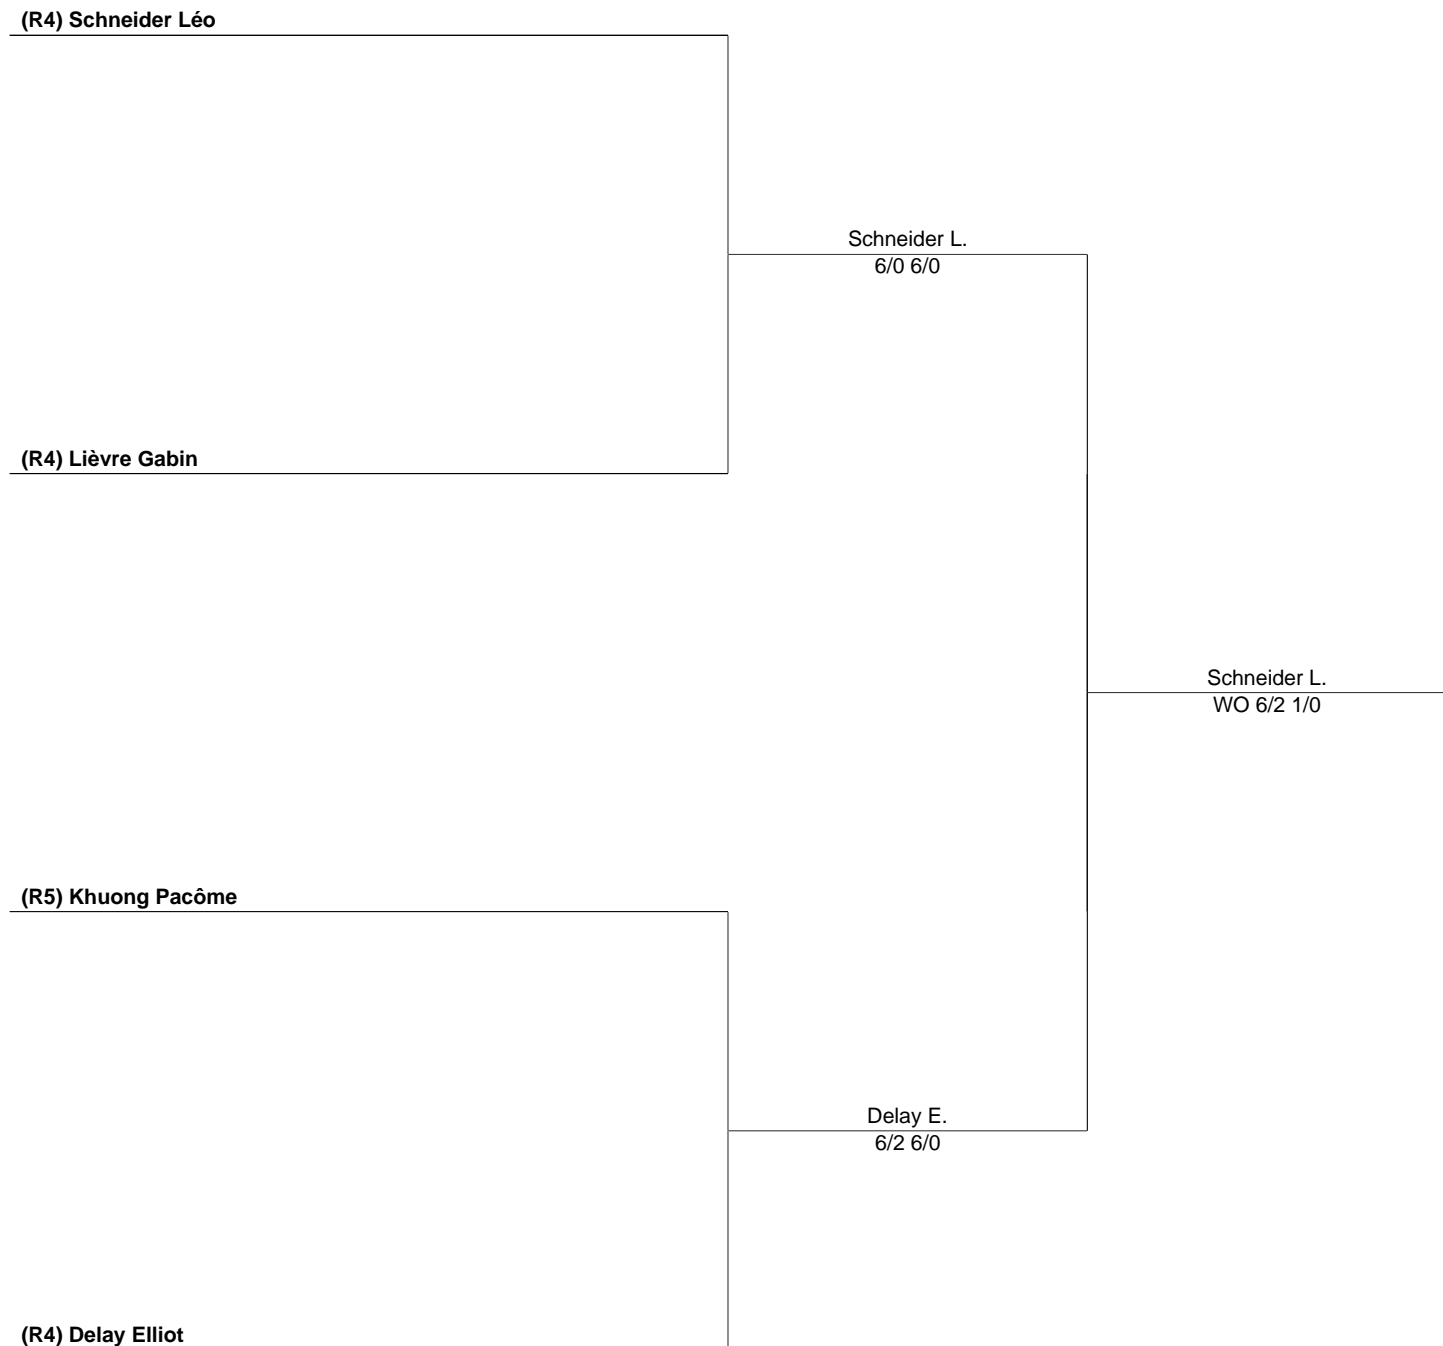 (R4) Schneider Léo
Schneider L.
6/0 6/0
(R4) Lièvre Gabin
Schneider L.
WO 6/2 1/0
(R5) Khuong Pacôme
Delay E.
6/2 6/0
(R4) Delay Elliot